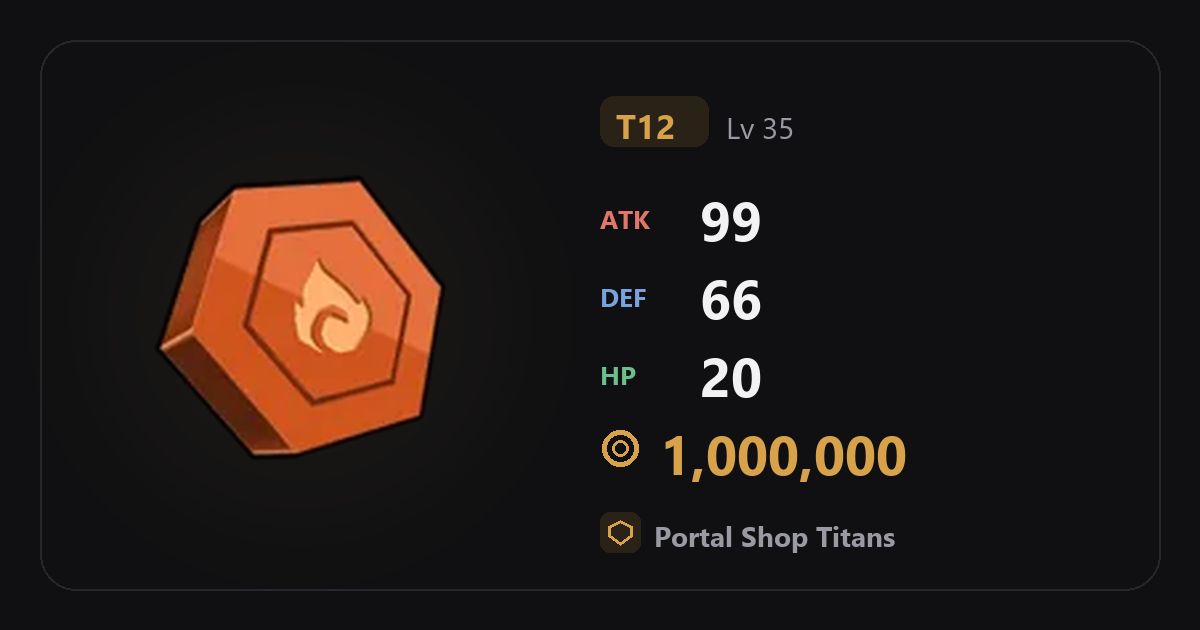 T12 Lv 35
ATK 99
DEF 66
HP 20
1,000,000
Portal Shop Titans